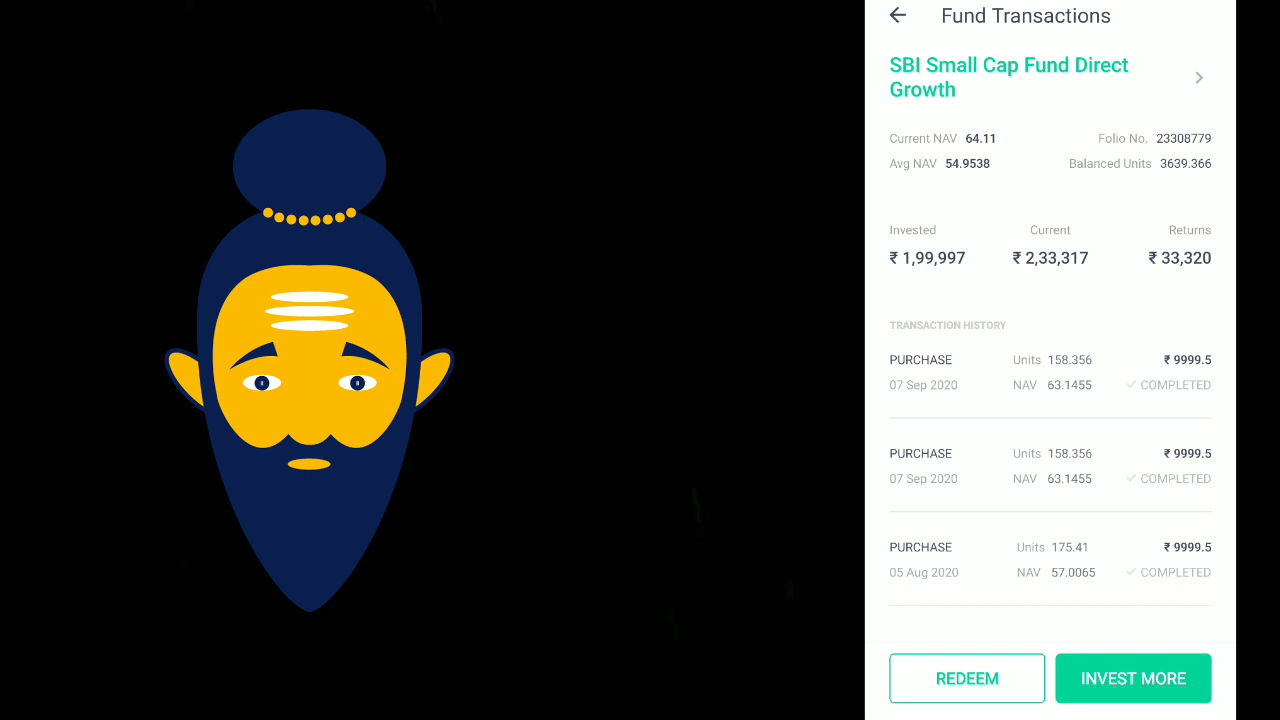 Fund Transactions
SBI Small Cap Fund Direct
Growth
Current NAV 64.11 Folio No. 23308779
Avg NAV 54.9538 Balanced Units 3639.366
Invested Current Returns
₹ 1,99,997 ₹ 2,33,317 ₹ 33,320
TRANSACTION HISTORY
PURCHASE Units 158.356 ₹ 9999.5
07 Sep 2020 NAV 63.1455 COMPLETED
PURCHASE Units 158.356 ₹ 9999.5
07 Sep 2020 NAV 63.1455 COMPLETED
PURCHASE Units 175.41 ₹ 9999.5
05 Aug 2020 NAV 57.0065 COMPLETED
REDEEM INVEST MORE